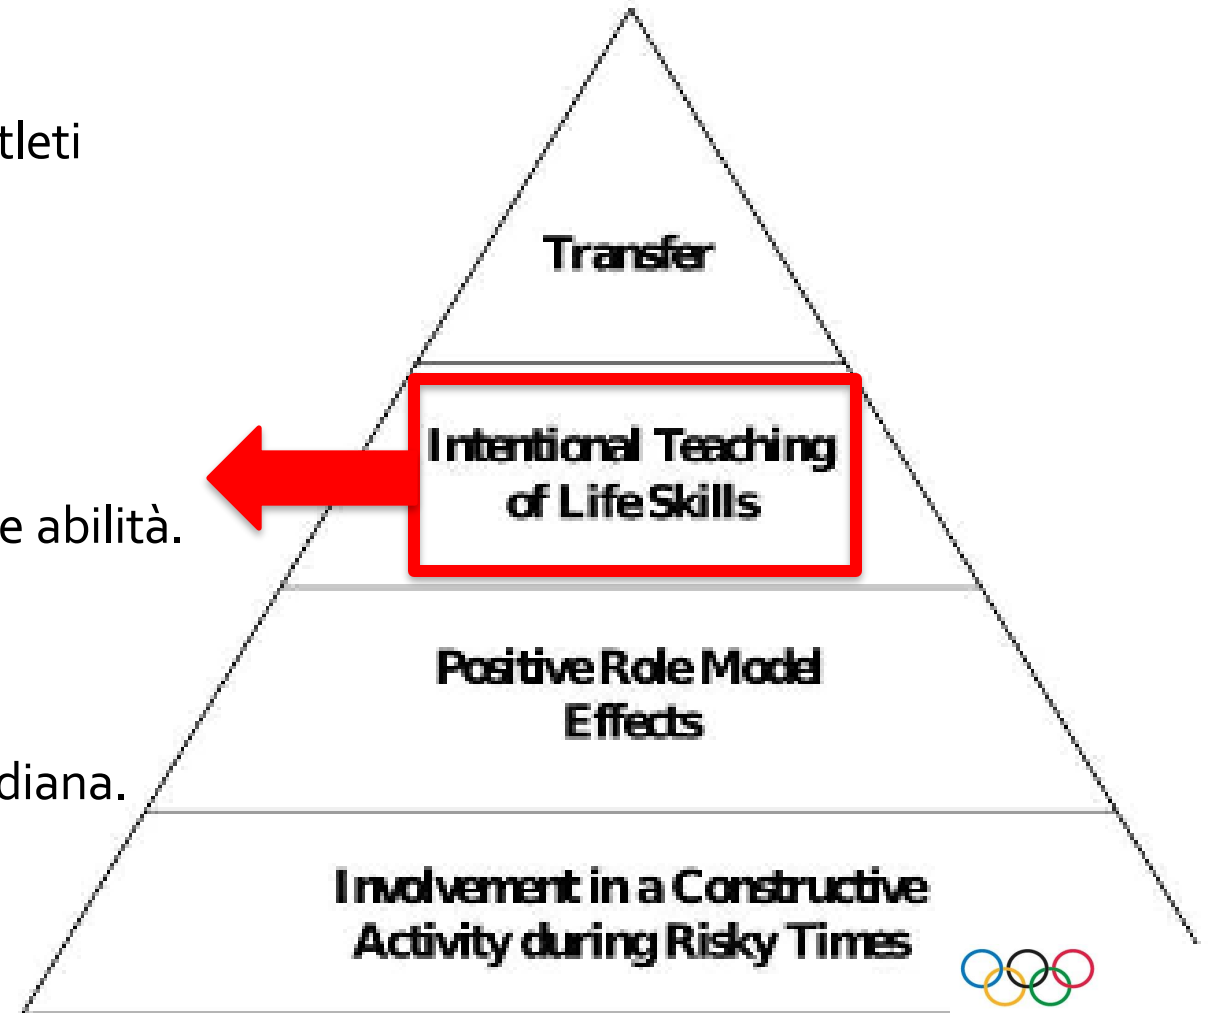 tleti
Transfer
Intentional Teaching
of Life Skills
e abilità.
Positive Role Model
Effects
diana.
Involvement in a Constructive
Activity during Risky Times